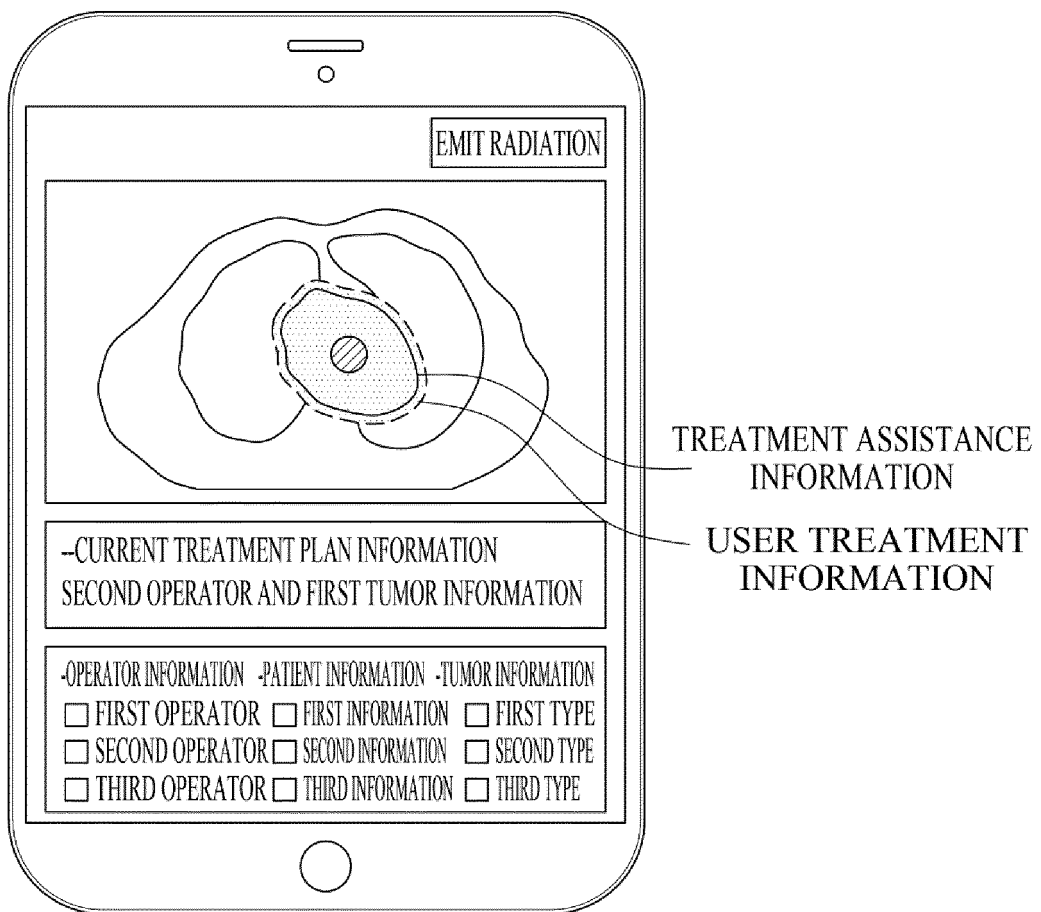 EMIT RADIATION
TREATMENT ASSISTANCE
INFORMATION
USER TREATMENT
INFORMATION
--CURRENT TREATMENT PLAN INFORMATION
SECOND OPERATOR AND FIRST TUMOR INFORMATION
-OPERATOR INFORMATION -PATIENT INFORMATION -TUMOR INFORMATION
FIRST OPERATOR FIRST INFORMATION FIRST TYPE
SECOND OPERATOR SECOND INFORMATION SECOND TYPE
THIRD OPERATOR THIRD INFORMATION THIRD TYPE